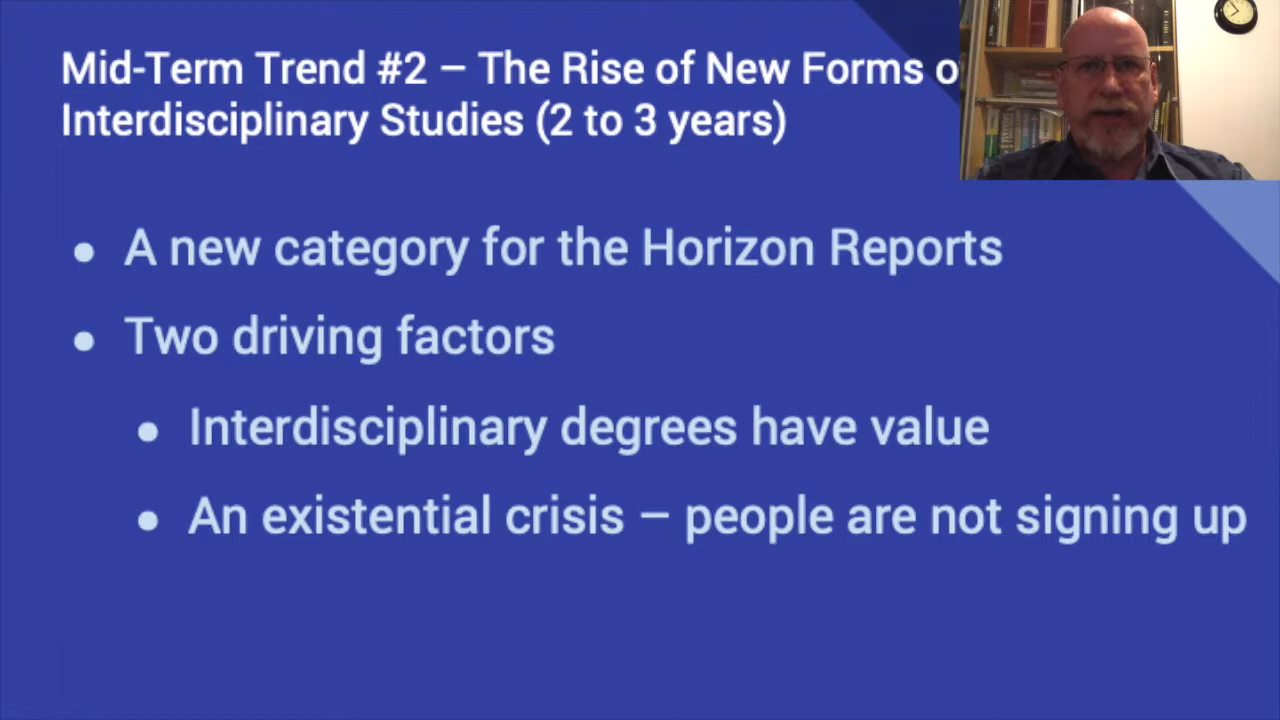 Mid-Term Trend #2 – The Rise of New Forms o
Interdisciplinary Studies (2 to 3 years)
● A new category for the Horizon Reports
● Two driving factors
● Interdisciplinary degrees have value
● An existential crisis – people are not signing up